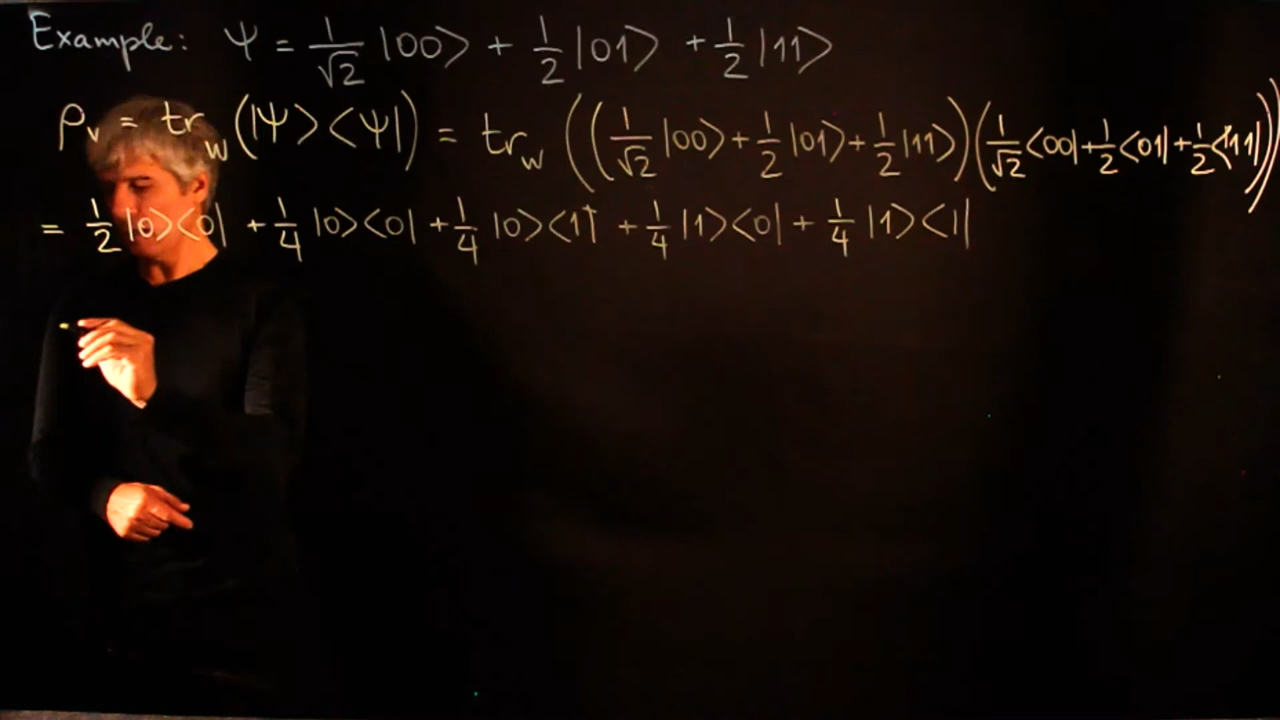 Example: Ψ = 1/√2 |00> + 1/2 |01> + 1/2 |11>
ρ_v = tr_w (|Ψ><Ψ|) = tr_w ((1/√2 |00> + 1/2 |01> + 1/2 |11>)(1/√2 <00| + 1/2 <01| + 1/2 <11|))
= 1/2 |0><0| + 1/4 |0><0| + 1/4 |0><1| + 1/4 |1><0| + 1/4 |1><1|